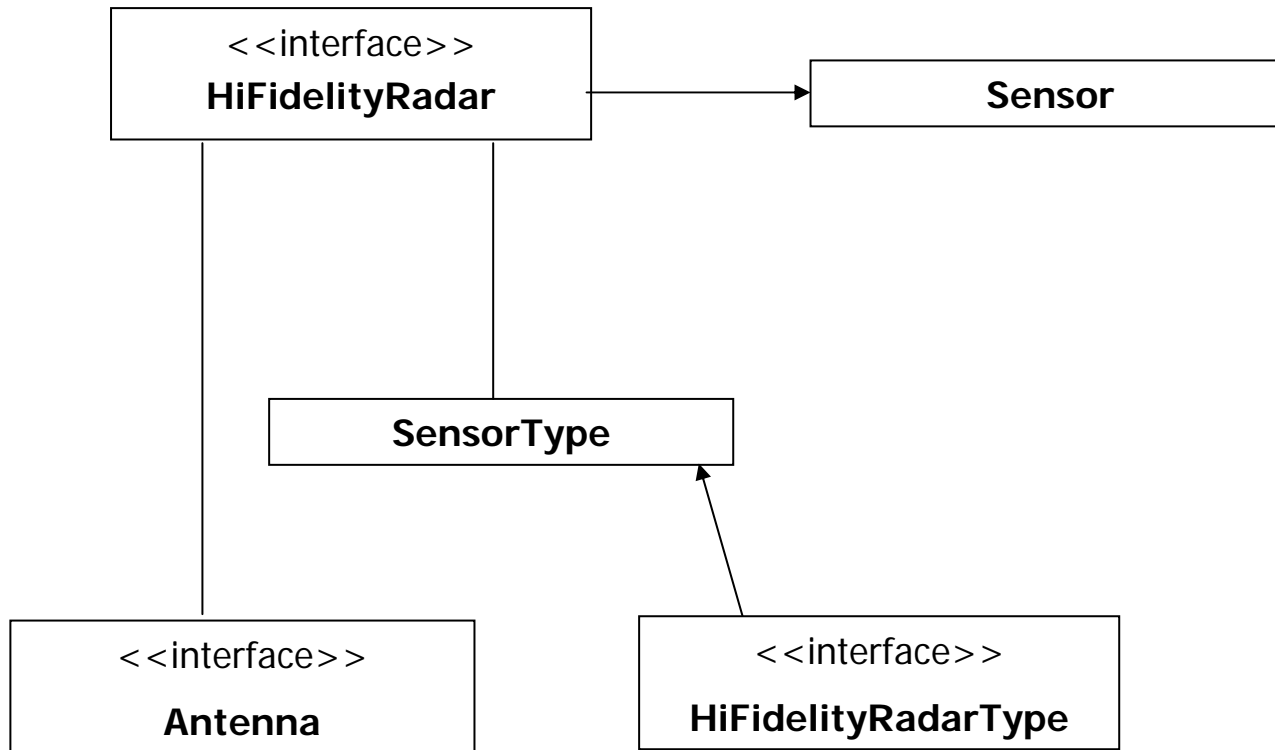 <<interface>>
HiFidelityRadar
Sensor
SensorType
<<interface>>
Antenna
<<interface>>
HiFidelityRadarType